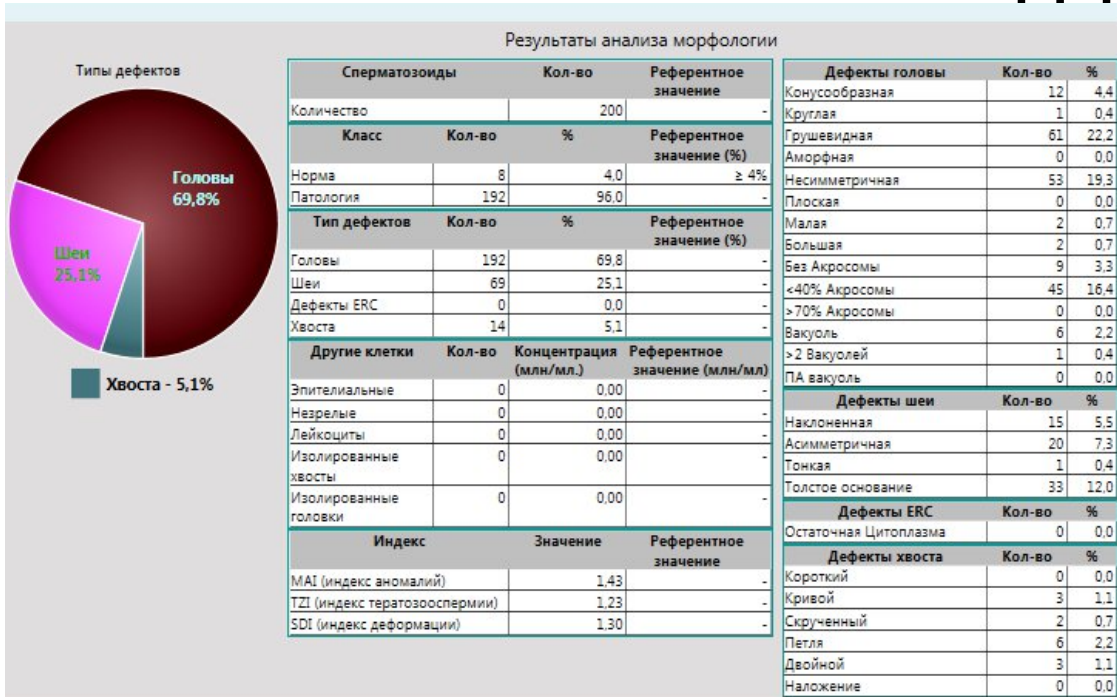 Результаты анализа морфологии
Типы дефектов
Головы
69,8%
Шеи
25,1%
Хвоста - 5,1%
Сперматозоиды Кол-во Референтное
значение
Количество 200 -
Класс Кол-во % Референтное
значение (%)
Норма 8 4,0 ≥ 4%
Патология 192 96,0 -
Тип дефектов Кол-во % Референтное
значение (%)
Головы 192 69,8 -
Шеи 69 25,1 -
Дефекты ERC 0 0,0 -
Хвоста 14 5,1 -
Другие клетки Кол-во Концентрация Референтное
(млн/мл.) значение (млн/мл)
Эпителиальные 0 0,00 -
Незрелые 0 0,00 -
Лейкоциты 0 0,00 -
Изолированные 0 0,00 -
хвосты
Изолированные 0 0,00 -
головки
Индекс Значение Референтное
значение
MAI (индекс аномалий) 1,43 -
TZI (индекс тератозооспермии) 1,23 -
SDI (индекс деформации) 1,30 -
Дефекты головы Кол-во %
Конусообразная 12 4,4
Круглая 1 0,4
Грушевидная 61 22,2
Аморфная 0 0,0
Несимметричная 53 19,3
Плоская 0 0,0
Малая 2 0,7
Большая 2 0,7
Без Акросомы 9 3,3
<40% Акросомы 45 16,4
>70% Акросомы 0 0,0
Вакуоль 6 2,2
>2 Вакуолей 1 0,4
ПА вакуоль 0 0,0
Дефекты шеи Кол-во %
Наклоненная 15 5,5
Асимметричная 20 7,3
Тонкая 1 0,4
Толстое основание 33 12,0
Дефекты ERC Кол-во %
Остаточная Цитоплазма 0 0,0
Дефекты хвоста Кол-во %
Короткий 0 0,0
Кривой 3 1,1
Скрученный 2 0,7
Петля 6 2,2
Двойной 3 1,1
Наложение 0 0,0